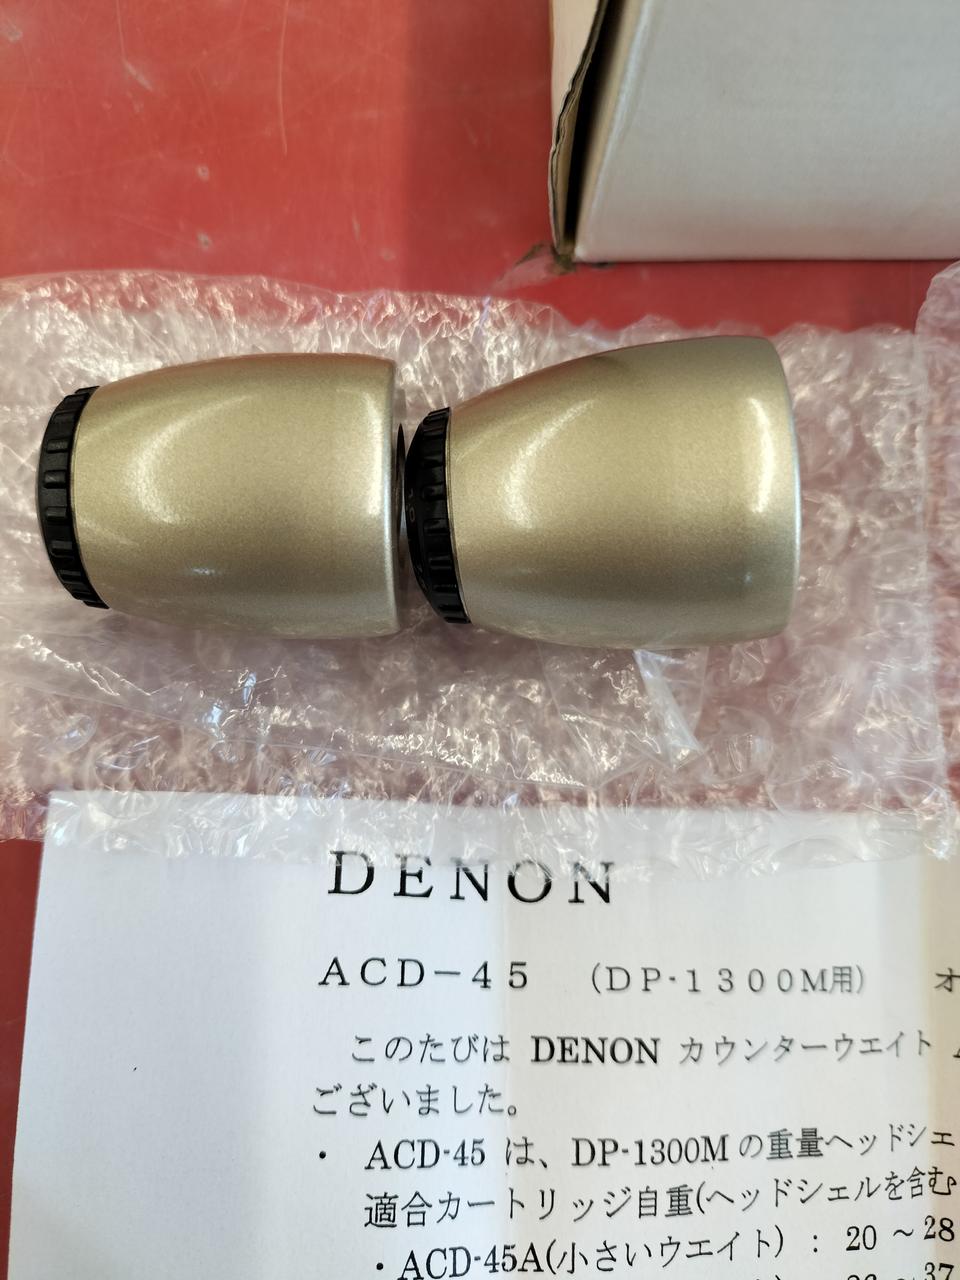 DENON
ACD－45 （DP-1300M用） オ
このたびは DENON カウンターウエイト
ございました。
・ ACD-45 は、DP-1300M の重量ヘッドシェ
適合カートリッジ自重(ヘッドシェルを含む
・ACD-45A(小さいウエイト) : 20 ～28
37